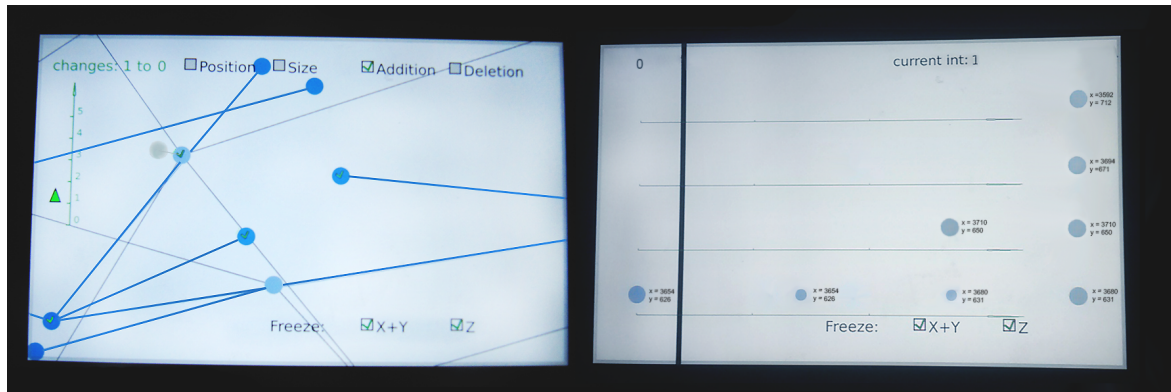 changes: 1 to 0
Position
Size
Addition
Deletion
5
4
3
2
1
0
Freeze:
X+Y
Z
0
current int: 1
x =3592
y = 712
x = 3694
y =671
x = 3710
y = 650
x = 3710
y = 650
x = 3654
y = 626
x = 3654
y = 626
x = 3680
y = 631
x = 3680
y = 631
Freeze:
X+Y
Z